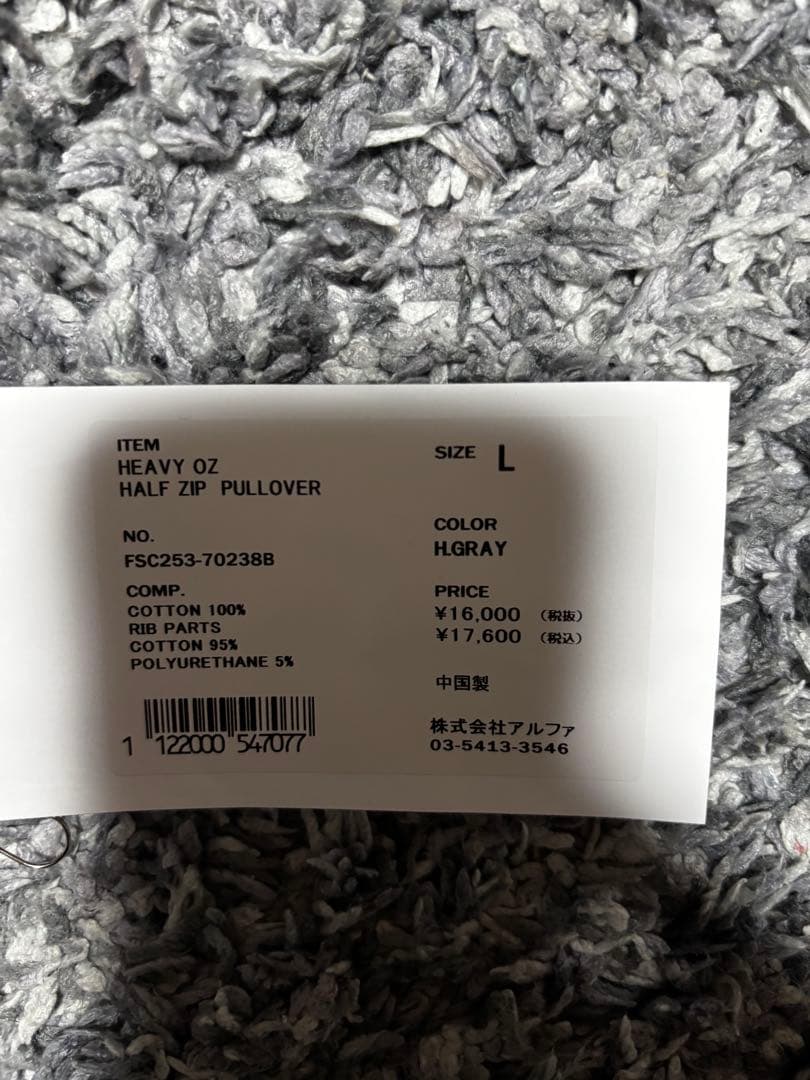 ITEM
HEAVY OZ
HALF ZIP PULLOVER
NO.
FSC253-70238B
COMP.
COTTON 100%
RIB PARTS
COTTON 95%
POLYURETHANE 5%
1 122000 547077
SIZE L
COLOR
H.GRAY
PRICE
¥16,000 (税抜)
¥17,600 (税込)
中国製
株式会社アルファ
03-5413-3546